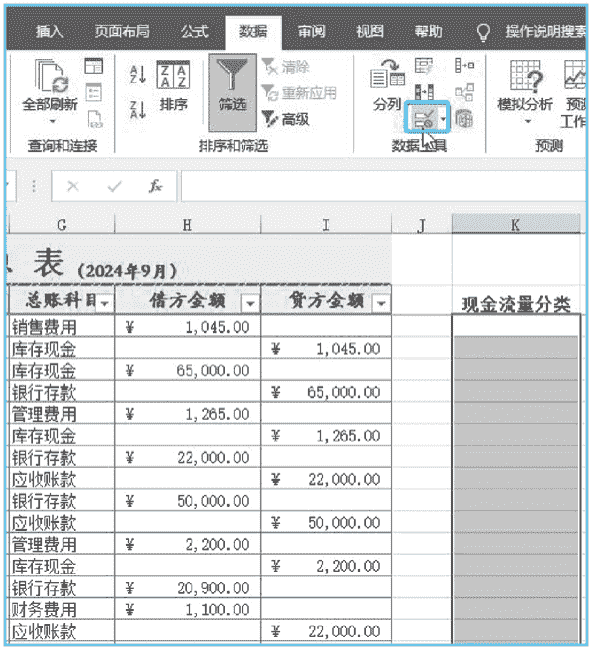 插入 页面布局 公式 数据 审阅 视图 帮助 操作说明搜索
全部刷新 排序 筛选 清除 重新应用 高级 分列 模拟分析 预测
工作
查询和连接 排序和筛选 数据工具 预测
fx
G H I J K
表 (2024年9月)
总账科目 借方金额 贷方金额 现金流量分类
销售费用 ¥ 1,045.00
库存现金 ¥ 1,045.00
库存现金 ¥ 65,000.00
银行存款 ¥ 65,000.00
管理费用 ¥ 1,265.00
库存现金 ¥ 1,265.00
银行存款 ¥ 22,000.00
应收账款 ¥ 22,000.00
银行存款 ¥ 50,000.00
应收账款 ¥ 50,000.00
管理费用 ¥ 2,200.00
库存现金 ¥ 2,200.00
银行存款 ¥ 20,900.00
财务费用 ¥ 1,100.00
应收账款 ¥ 22,000.00